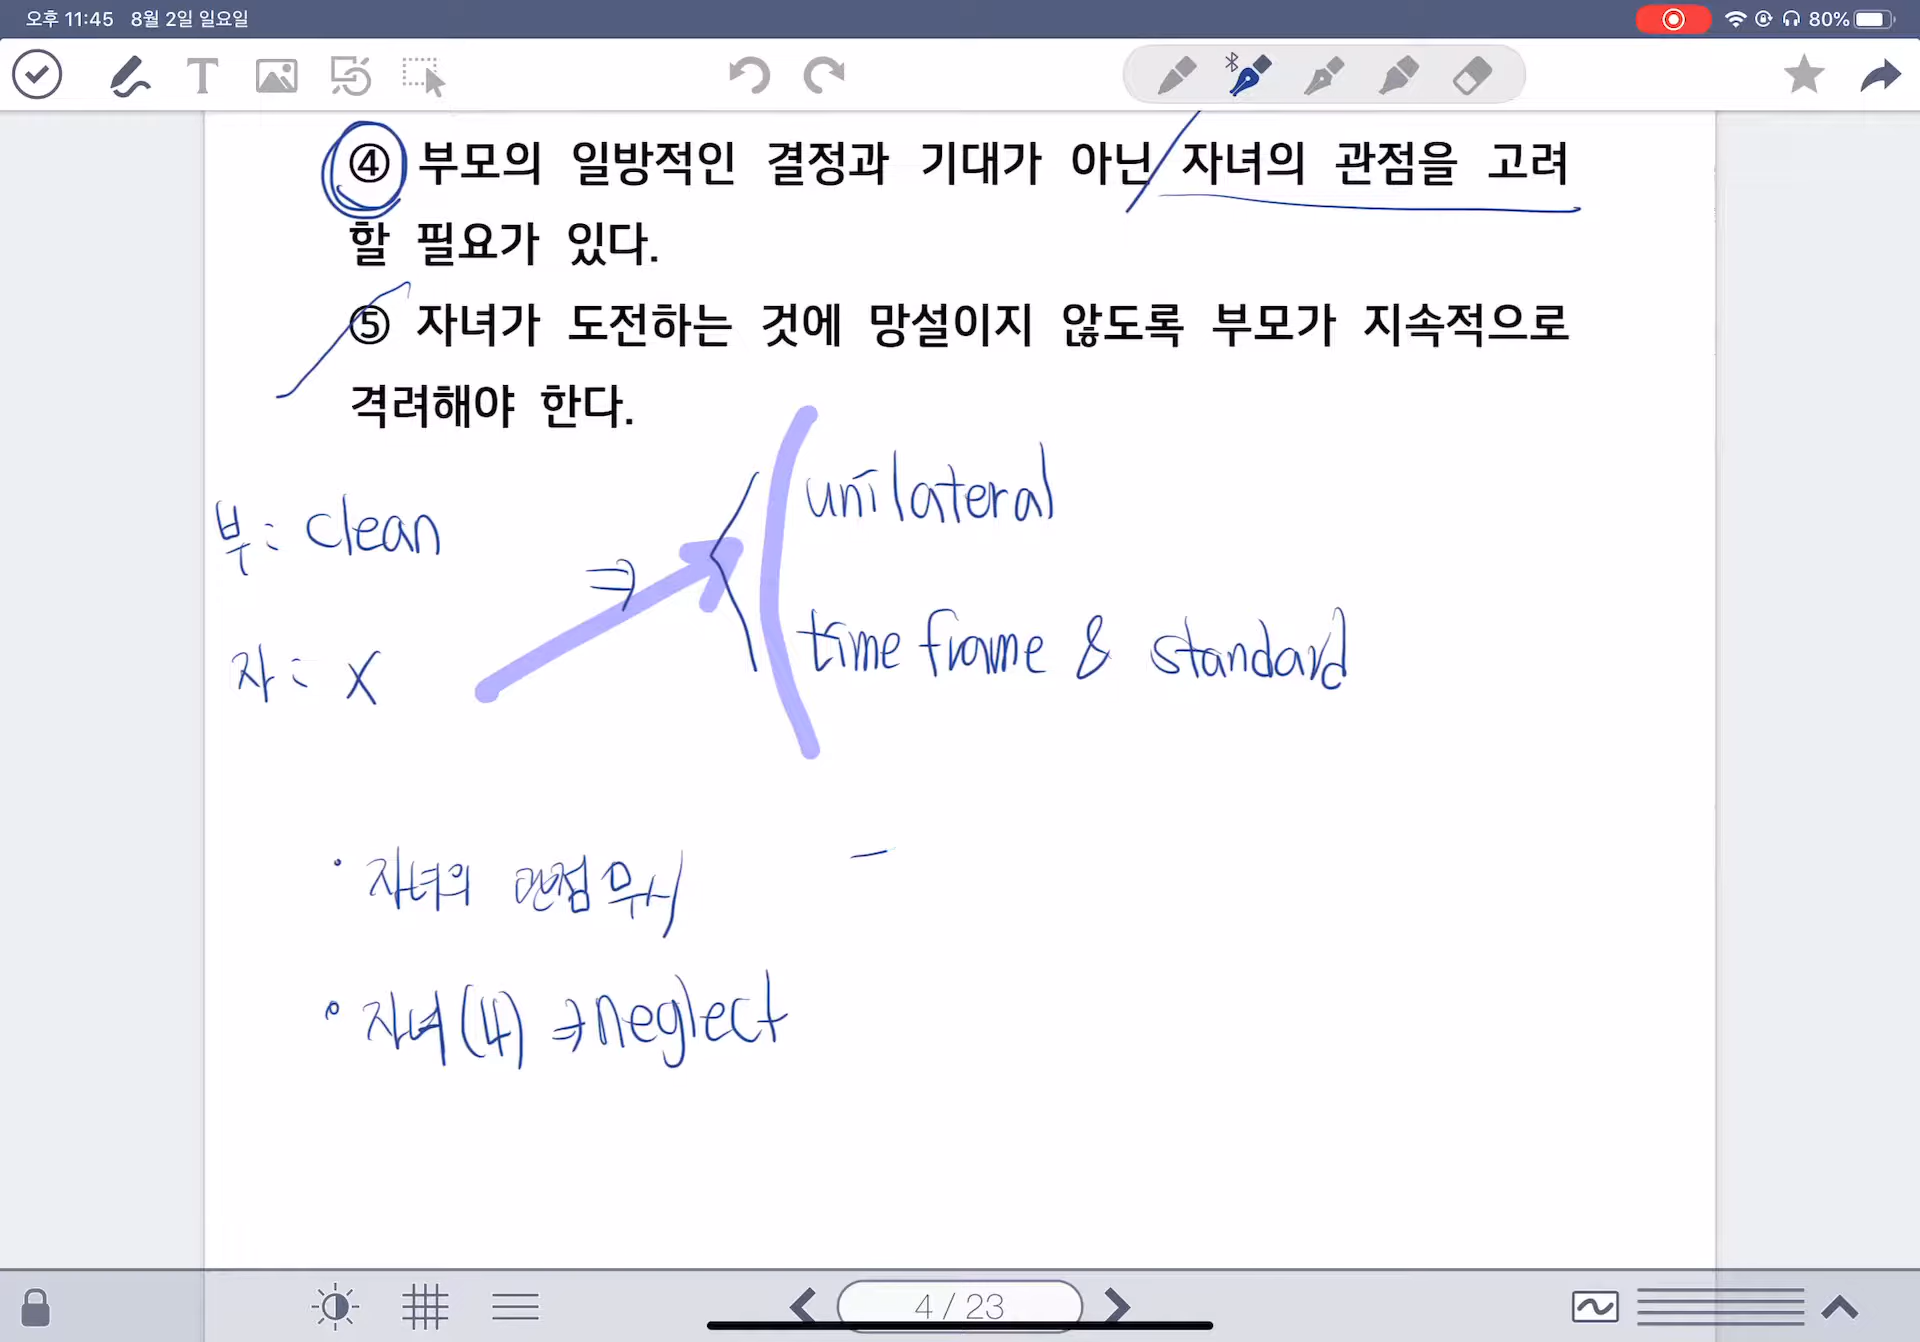 오후 11:45 8월 2일 일요일
80%
④ 부모의 일방적인 결정과 기대가 아닌 자녀의 관점을 고려
할 필요가 있다.
⑤ 자녀가 도전하는 것에 망설이지 않도록 부모가 지속적으로
격려해야 한다.
부: clean
unilateral
⇒
자: X
time frame & standard
· 자녀의 관점 무시
· 자녀(4) ⇒ neglect
4 / 23